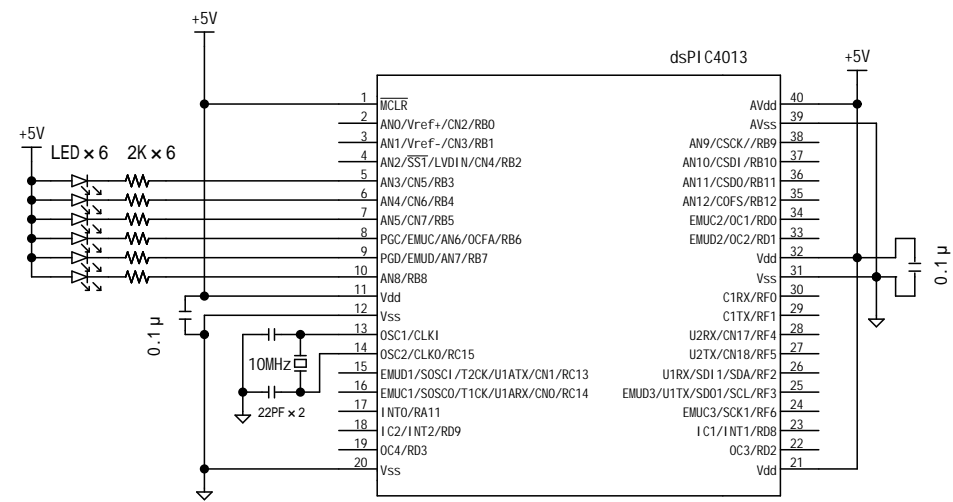 +5V
dsPIC4013
+5V
+5V
LED×6 2K×6
1 MCLR
2 AN0/Vref+/CN2/RB0
3 AN1/Vref-/CN3/RB1
4 AN2/SS1/LVDIN/CN4/RB2
5 AN3/CN5/RB3
6 AN4/CN6/RB4
7 AN5/CN7/RB5
8 PGC/EMUC/AN6/OCFA/RB6
9 PGD/EMUD/AN7/RB7
10 AN8/RB8
11 Vdd
12 Vss
13 OSC1/CLKI
14 OSC2/CLKO/RC15
15 EMUD1/SOSCI/T2CK/U1ATX/CN1/RC13
16 EMUC1/SOSCO/T1CK/U1ARX/CN0/RC14
17 INT0/RA11
18 IC2/INT2/RD9
19 OC4/RD3
20 Vss
AVdd 40
AVss 39
AN9/CSCK//RB9 38
AN10/CSDI/RB10 37
AN11/CSDO/RB11 36
AN12/COFS/RB12 35
EMUC2/OC1/RD0 34
EMUD2/OC2/RD1 33
Vdd 32
Vss 31
C1RX/RF0 30
C1TX/RF1 29
U2RX/CN17/RF4 28
U2TX/CN18/RF5 27
U1RX/SDI1/SDA/RF2 26
EMUD3/U1TX/SDO1/SCL/RF3 25
EMUC3/SCK1/RF6 24
IC1/INT1/RD8 23
OC3/RD2 22
Vdd 21
0.1μ
10MHz
22PF×2
0.1μ